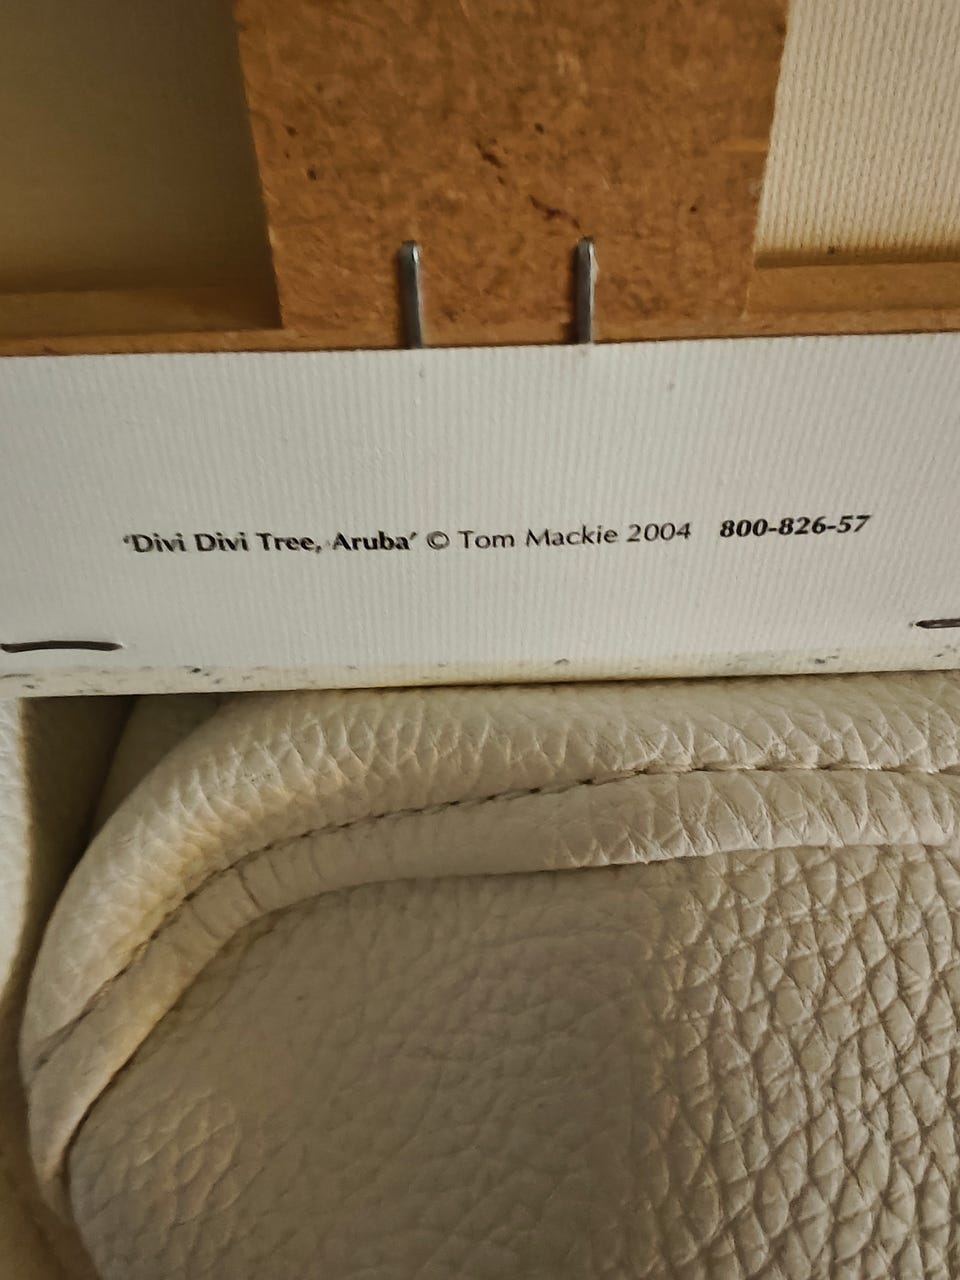 ‘Divi Divi Tree, Aruba’ © Tom Mackie 2004 800-826-57